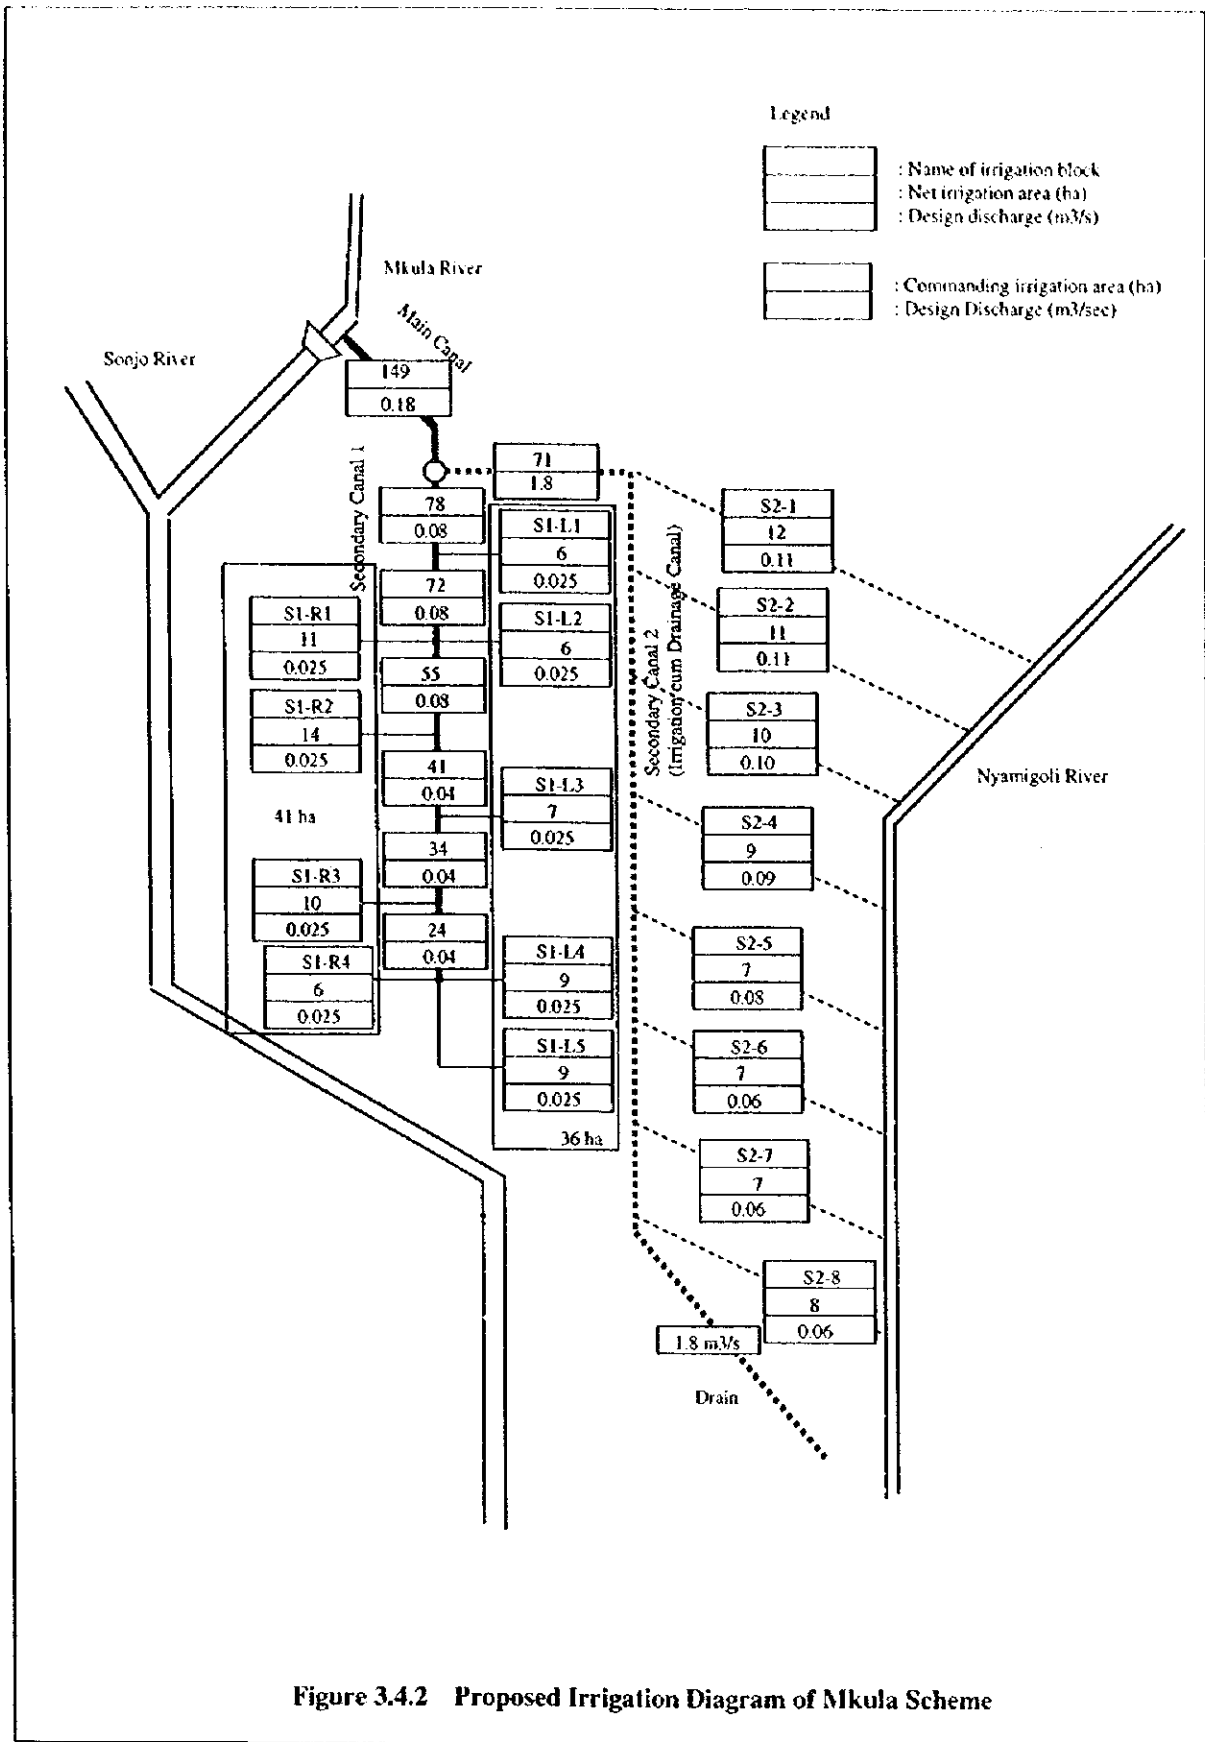 Legend
: Name of irrigation block
: Net irrigation area (ha)
: Design discharge (m3/s)
: Commanding irrigation area (ha)
: Design Discharge (m3/sec)
Mkula River
Main Canal
Sonjo River
149
0.18
Secondary Canal 1
71
1.8
78
0.08
72
0.08
55
0.08
41
0.04
34
0.04
24
0.04
S1-R1
11
0.025
S1-R2
14
0.025
41 ha
S1-R3
10
0.025
S1-R4
6
0.025
S1-L1
6
0.025
S1-L2
6
0.025
S1-L3
7
0.025
S1-L4
9
0.025
S1-L5
9
0.025
36 ha
Secondary Canal 2
(Irrigation cum Drainage Canal)
S2-1
12
0.11
S2-2
11
0.11
S2-3
10
0.10
S2-4
9
0.09
S2-5
7
0.08
S2-6
7
0.06
S2-7
7
0.06
S2-8
8
0.06
Nyamigoli River
1.8 m3/s
Drain
Figure 3.4.2 Proposed Irrigation Diagram of Mkula Scheme